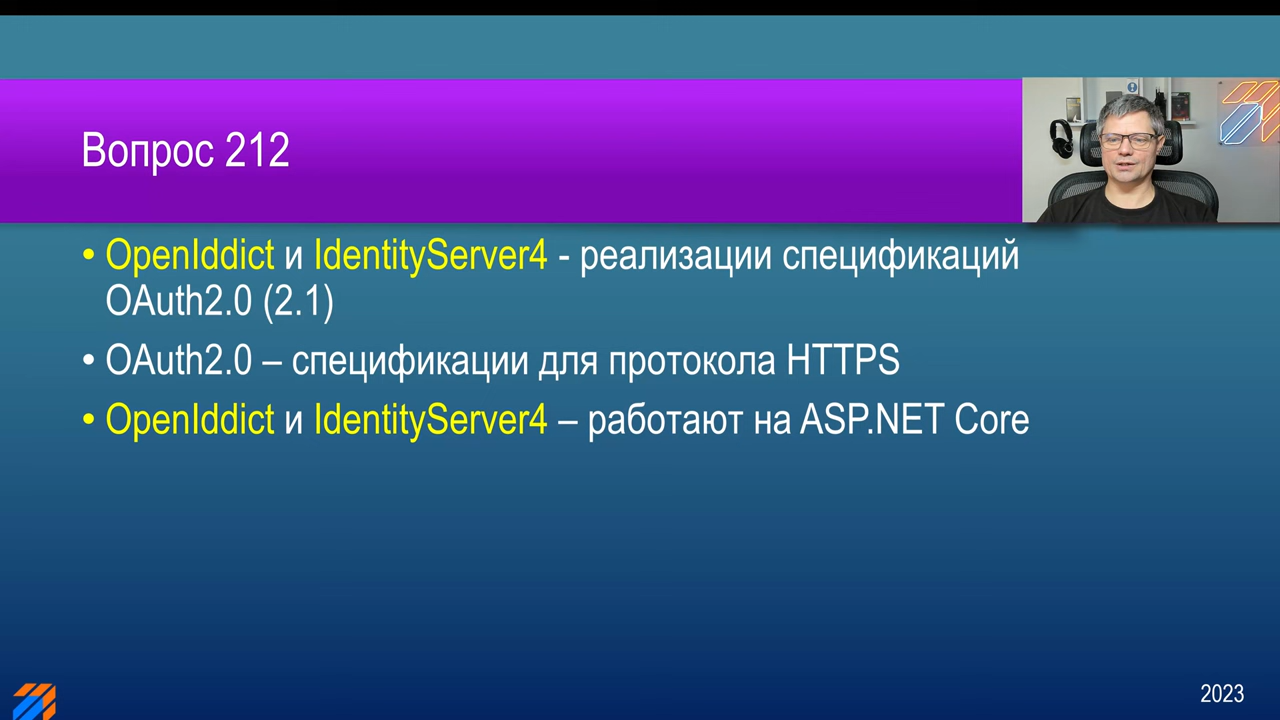 Вопрос 212
• OpenIddict и IdentityServer4 - реализации спецификаций
OAuth2.0 (2.1)
• OAuth2.0 – спецификации для протокола HTTPS
• OpenIddict и IdentityServer4 – работают на ASP.NET Core
2023